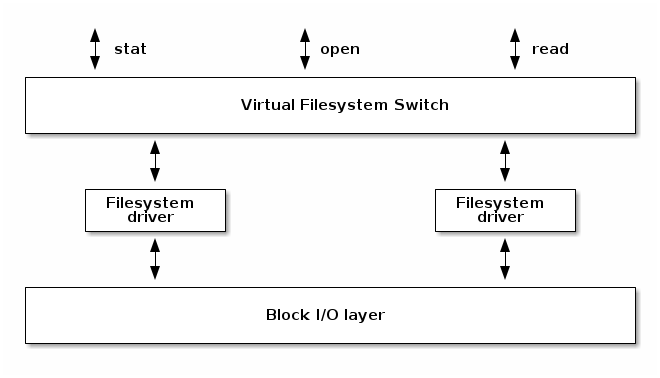 stat
open
read
Virtual Filesystem Switch
Filesystem
driver
Filesystem
driver
Block I/O layer